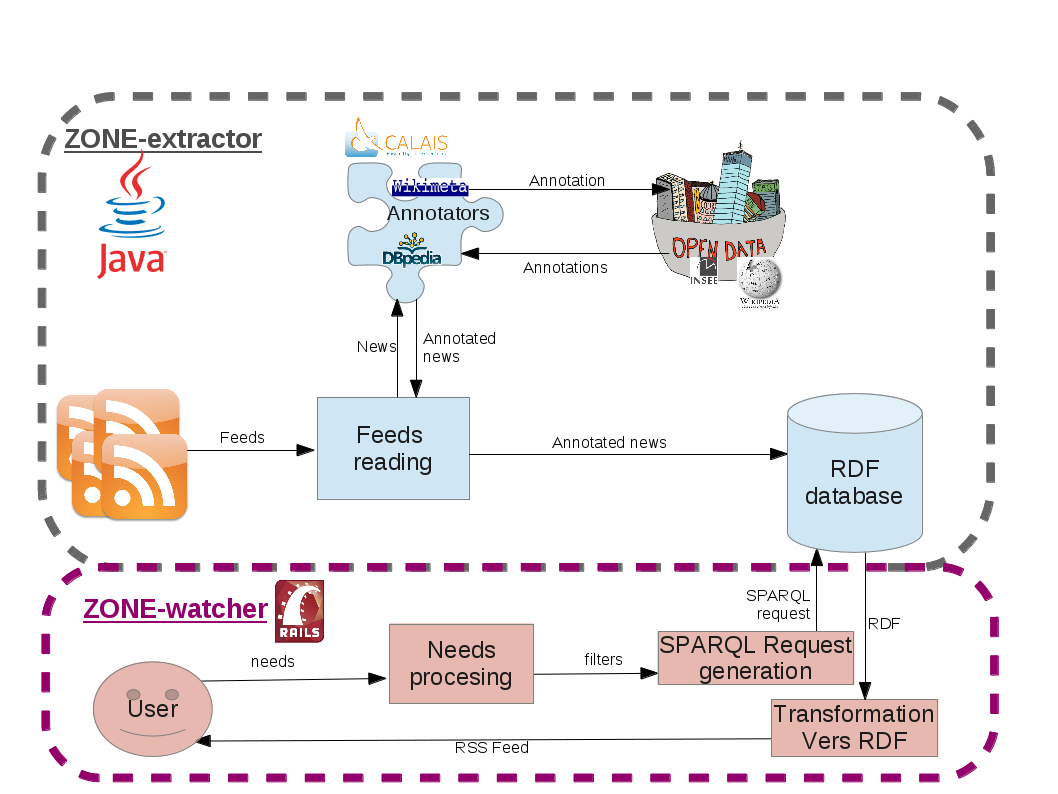 ZONE-extractor
Java
CALAIS
Wikimeta
Annotators
DBpedia
Annotation
Annotations
OPEN DATA
INSEE
WIKIPEDIA
News
Annotated
news
Feeds
Feeds
reading
Annotated news
RDF
database
ZONE-watcher
RAILS
SPARQL
request
RDF
needs
Needs
procesing
filters
SPARQL Request
generation
User
Transformation
Vers RDF
RSS Feed